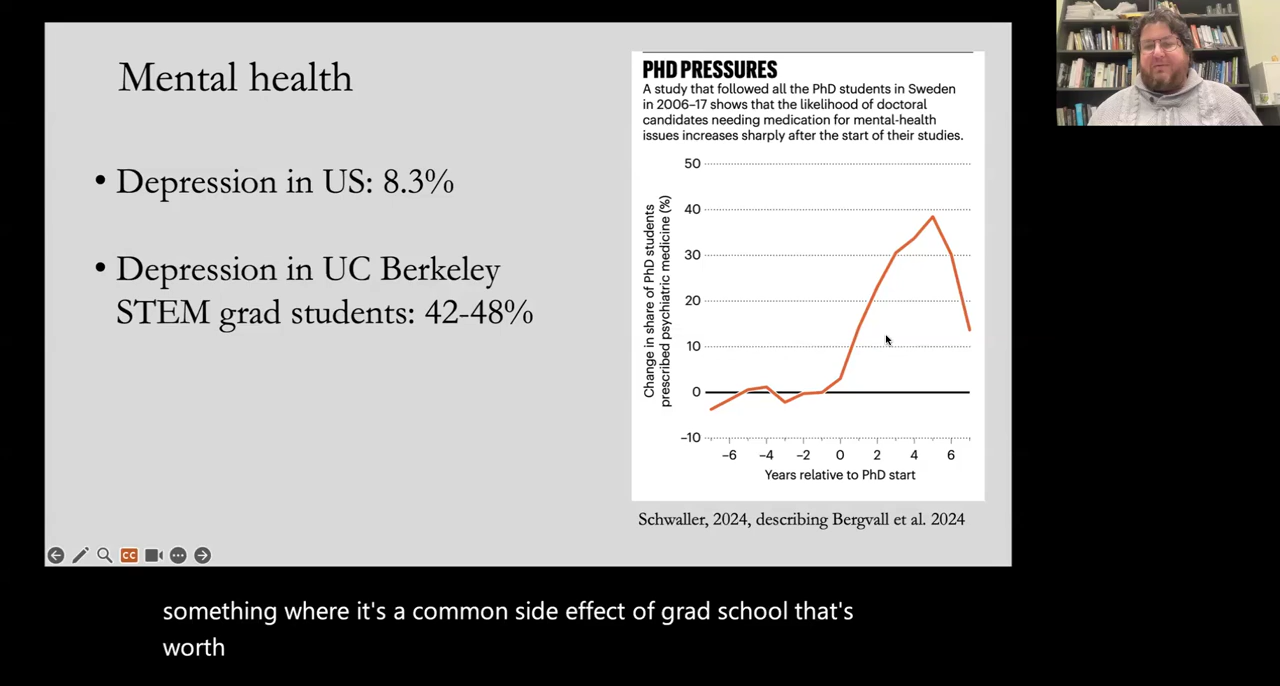 Mental health
• Depression in US: 8.3%
• Depression in UC Berkeley
STEM grad students: 42-48%
PHD PRESSURES
A study that followed all the PhD students in Sweden
in 2006–17 shows that the likelihood of doctoral
candidates needing medication for mental-health
issues increases sharply after the start of their studies.
Change in share of PhD students
prescribed psychiatric medicine (%)
50
40
30
20
10
0
–10
–6 –4 –2 0 2 4 6
Years relative to PhD start
Schwaller, 2024, describing Bergvall et al. 2024
CC
something where it's a common side effect of grad school that's
worth